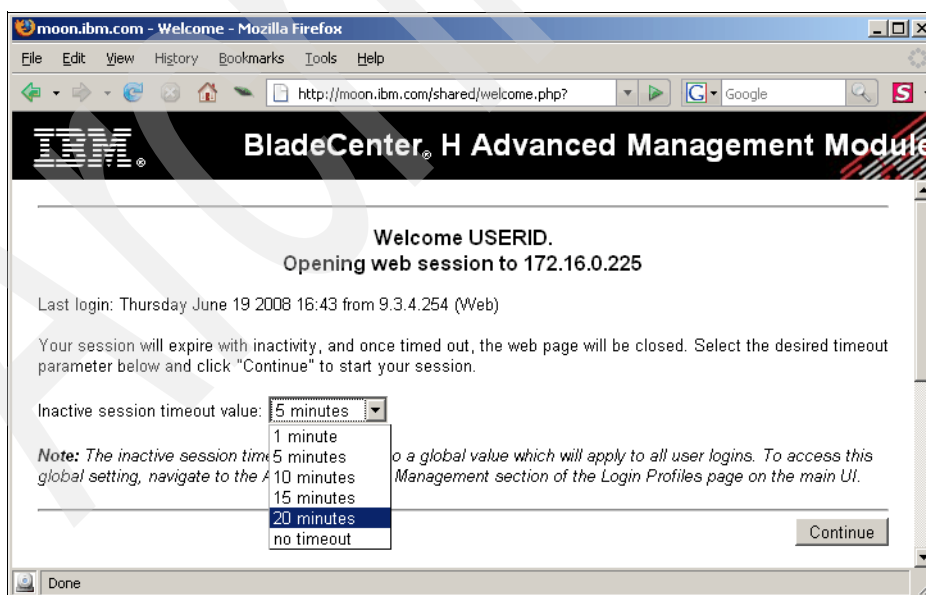 moon.ibm.com - Welcome - Mozilla Firefox
File Edit View History Bookmarks Tools Help
http://moon.ibm.com/shared/welcome.php?
G Google
S
IBM® BladeCenter® H Advanced Management Module
Welcome USERID.
Opening web session to 172.16.0.225
Last login: Thursday June 19 2008 16:43 from 9.3.4.254 (Web)
Your session will expire with inactivity, and once timed out, the web page will be closed. Select the desired timeout
parameter below and click "Continue" to start your session.
Inactive session timeout value: 5 minutes
1 minute
5 minutes
10 minutes
15 minutes
20 minutes
no timeout
Note: The inactive session time o a global value which will apply to all user logins. To access this
global setting, navigate to the A Management section of the Login Profiles page on the main UI.
Continue
Done